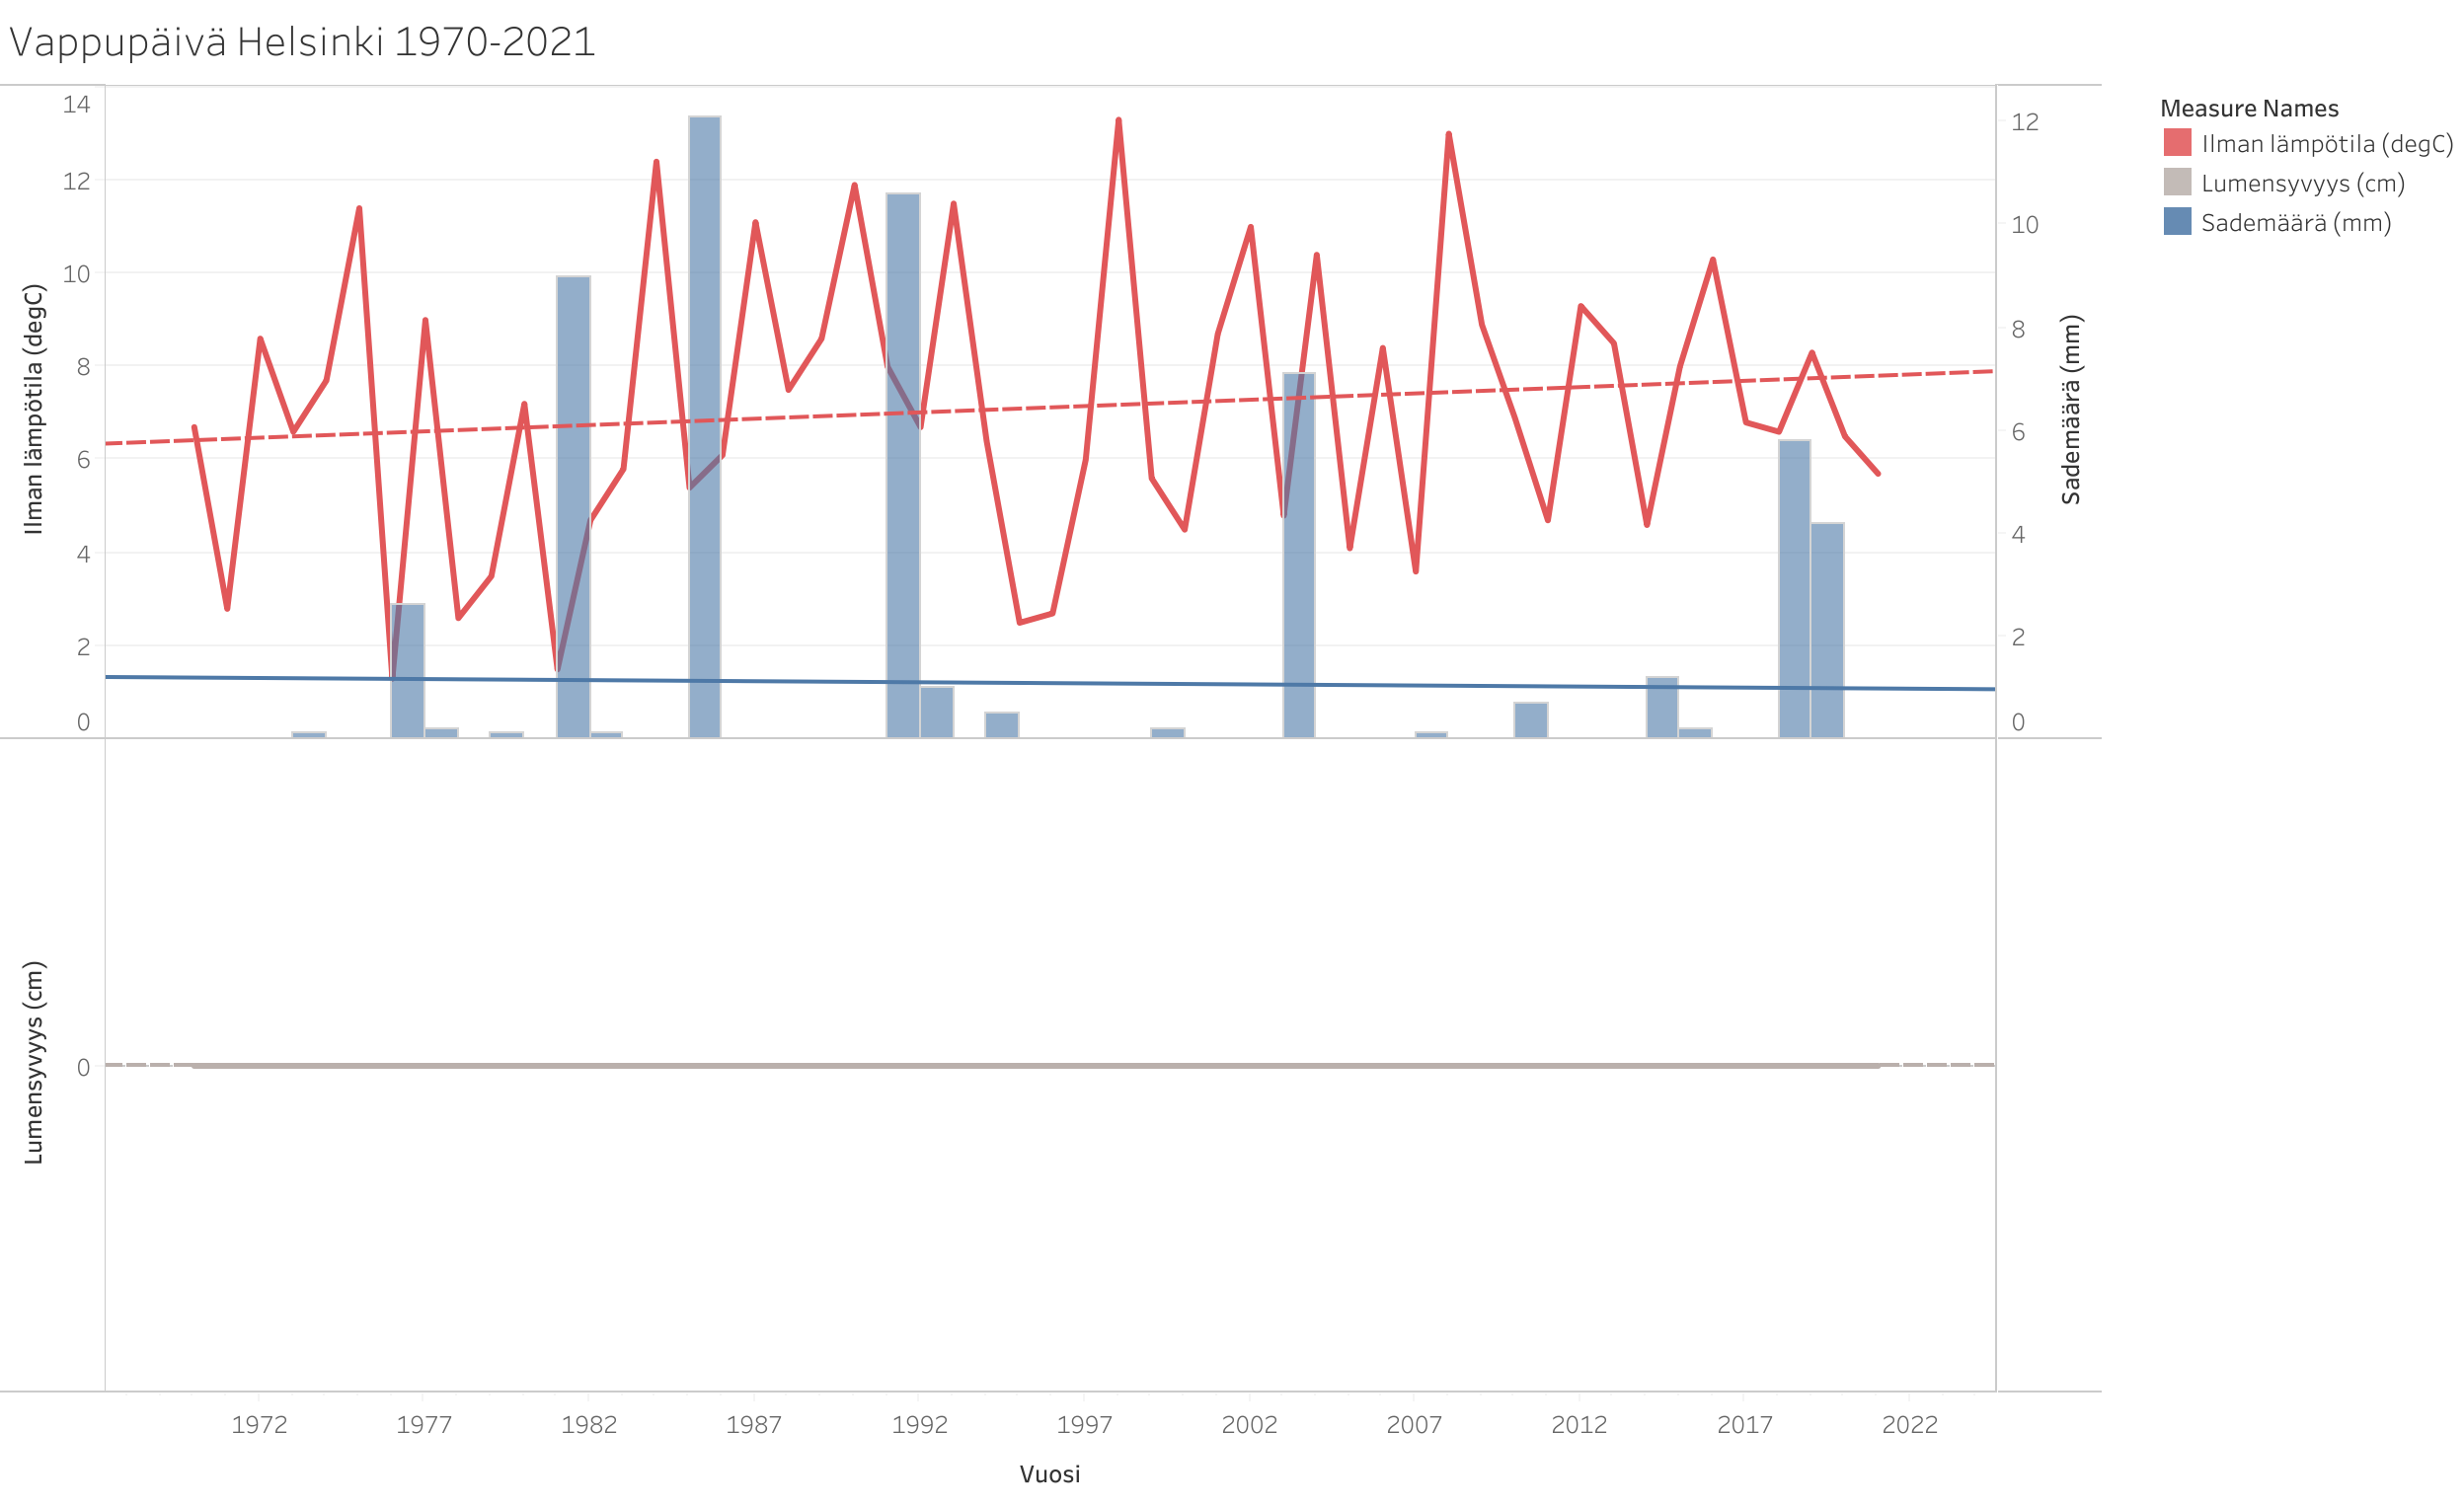 Vappupäivä Helsinki 1970-2021
Ilman lämpötila (degC)
14
12
10
8
6
4
2
0
12
10
8
6
4
2
0
Sademäärä (mm)
Measure Names
Ilman lämpötila (degC)
Lumensyvyys (cm)
Sademäärä (mm)
Lumensyvyys (cm)
0
1972 1977 1982 1987 1992 1997 2002 2007 2012 2017 2022
Vuosi